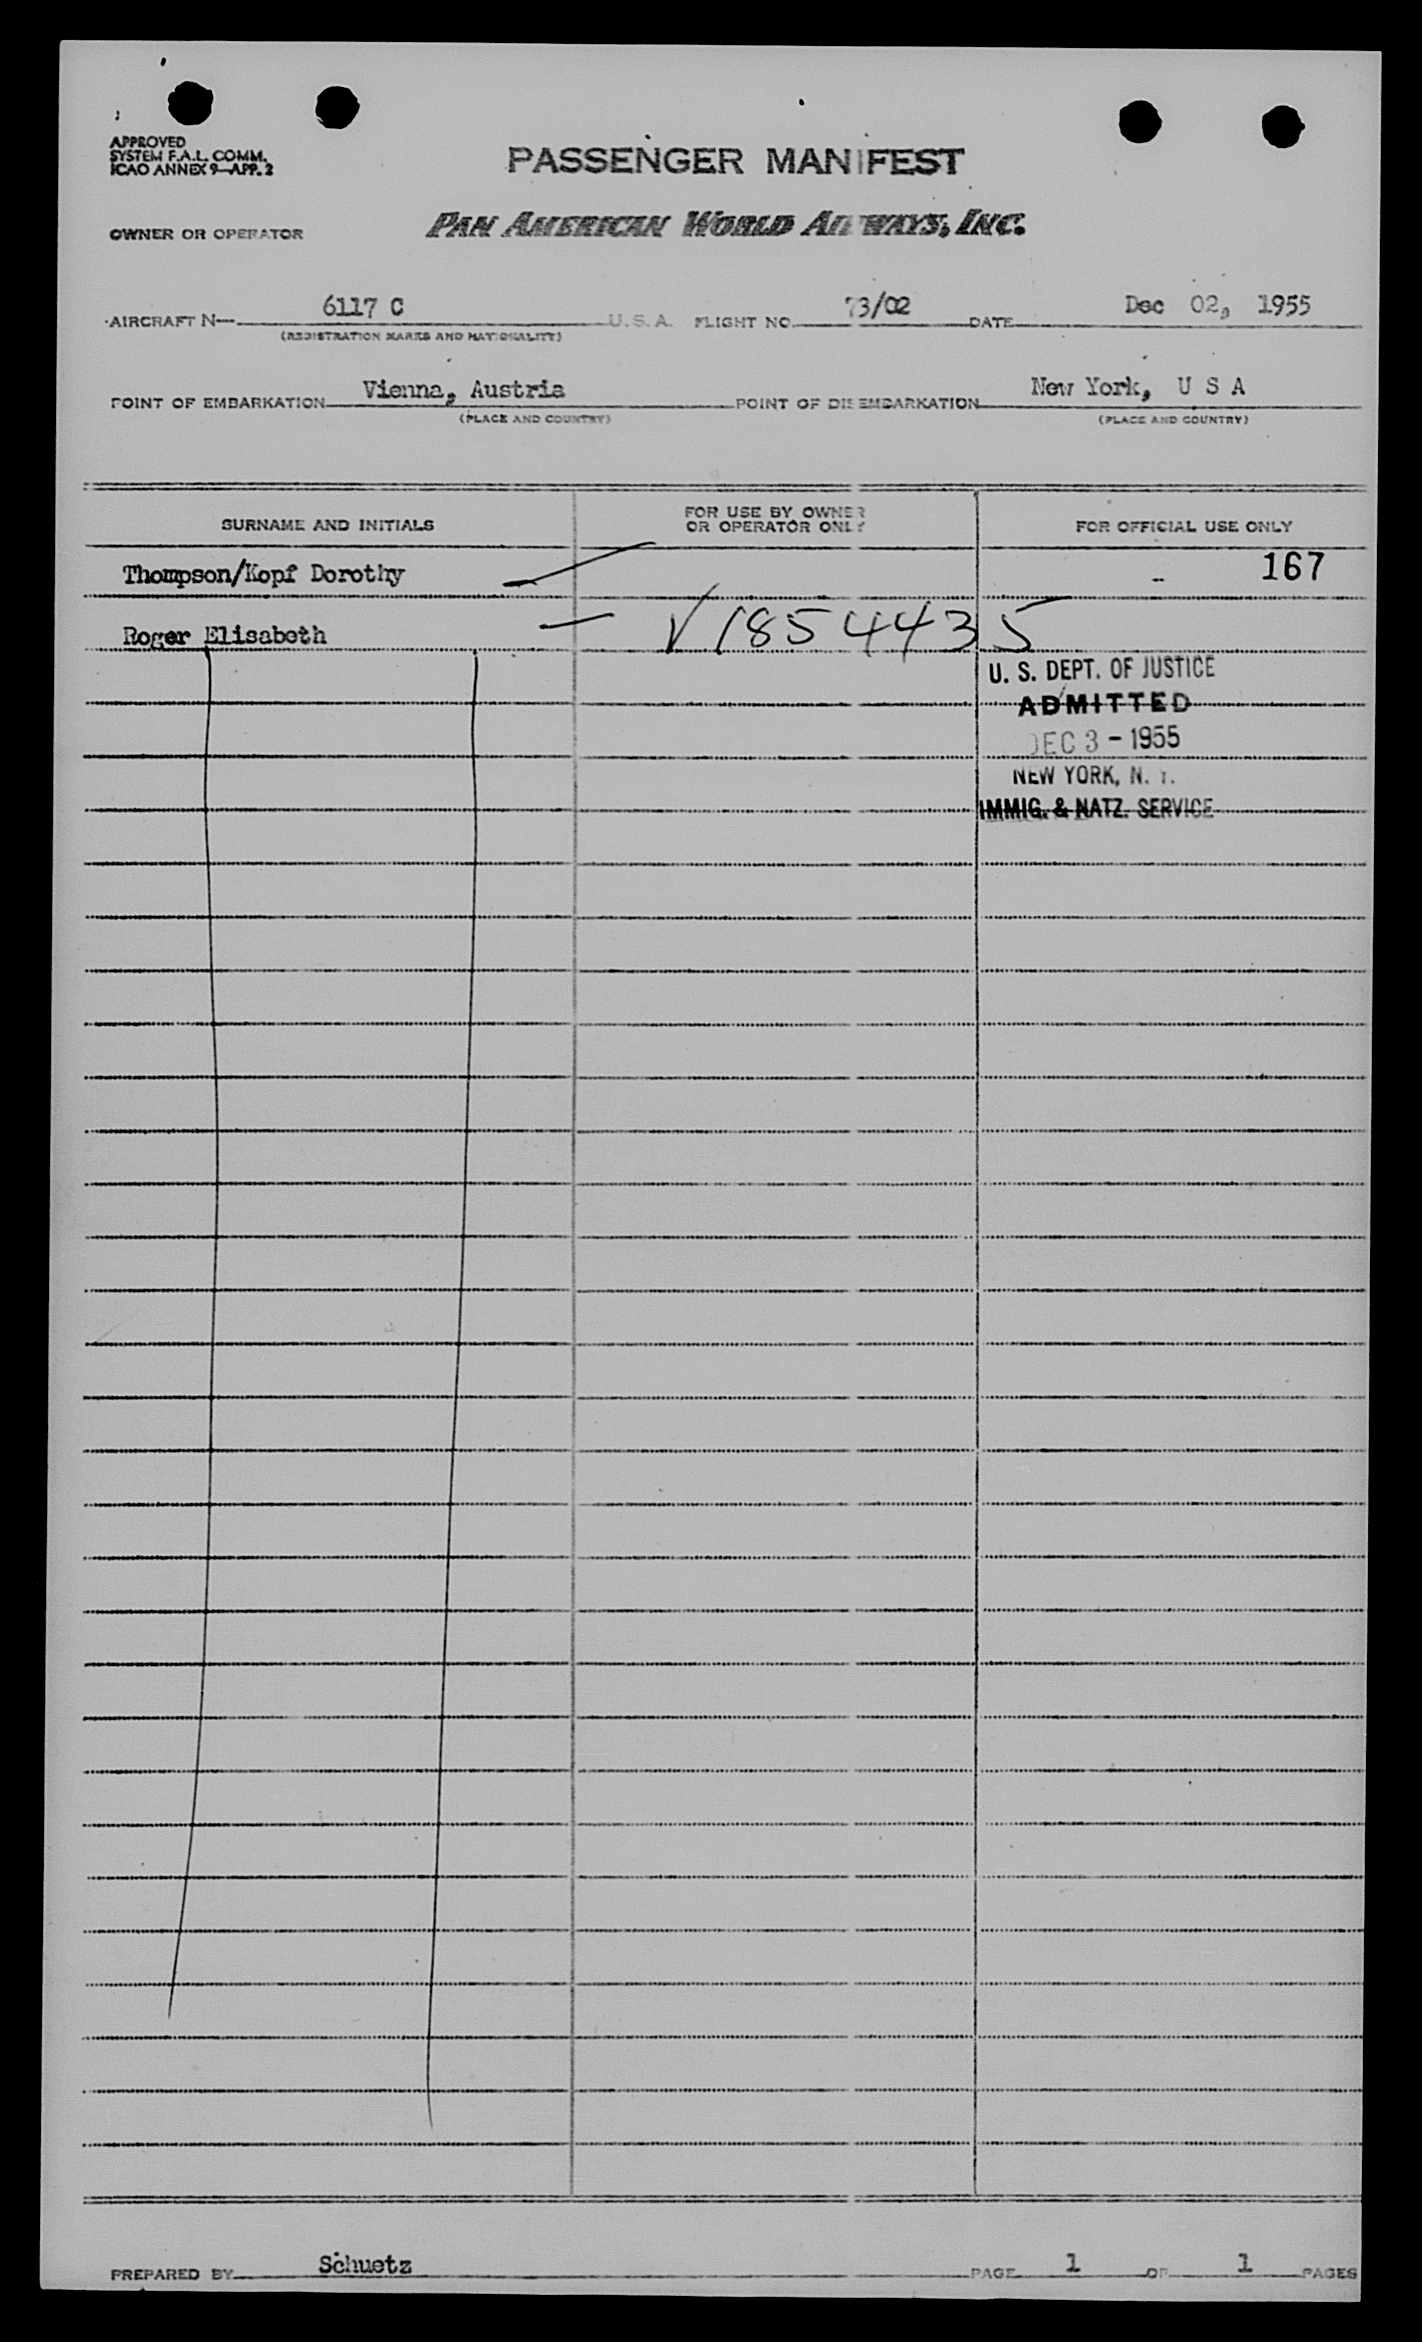 APPROVED
SYSTEM F.A.L. COMM.
ICAO ANNEX 9—APP. 2
PASSENGER MANIFEST
OWNER OR OPERATOR PAN AMERICAN WORLD AIRWAYS, INC.
AIRCRAFT N— 6117 C U.S.A. FLIGHT NO. 73/02 DATE Dec 02, 1955
(REGISTRATION MARKS AND NATIONALITY)
POINT OF EMBARKATION Vienna, Austria POINT OF DISEMBARKATION New York, U S A
(PLACE AND COUNTRY) (PLACE AND COUNTRY)
SURNAME AND INITIALS FOR USE BY OWNER OR OPERATOR ONLY FOR OFFICIAL USE ONLY
Thompson/Kopf Dorothy 167
Roger Elisabeth — V1854435
U. S. DEPT. OF JUSTICE
ADMITTED
DEC 3 - 1955
NEW YORK, N. Y.
IMMIG. & NATZ. SERVICE
PREPARED BY Schuetz PAGE 1 OF 1 PAGES